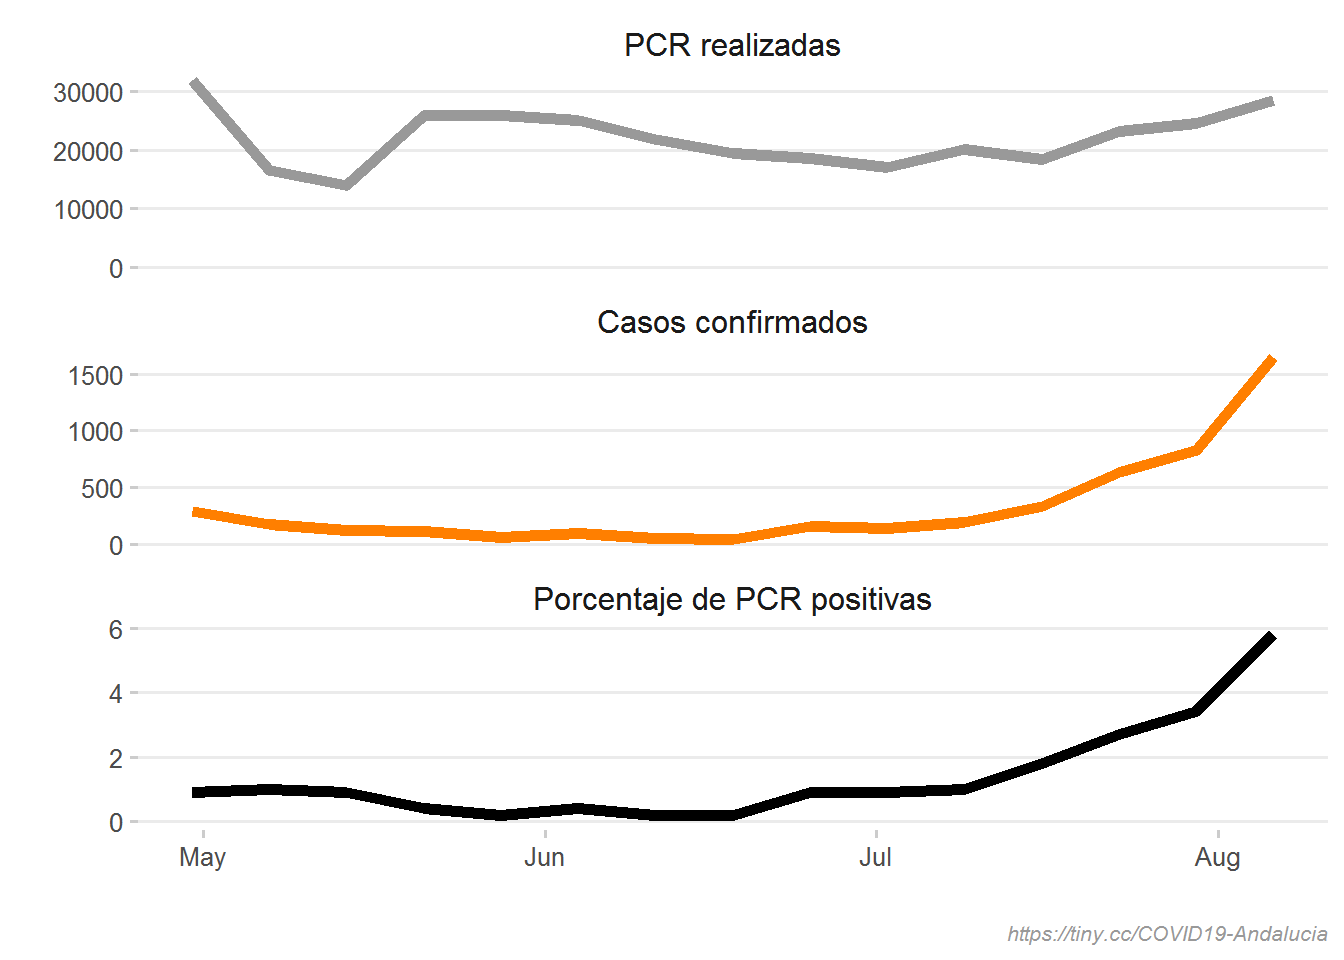 PCR realizadas
30000
20000
10000
0
Casos confirmados
1500
1000
500
0
Porcentaje de PCR positivas
6
4
2
0
May Jun Jul Aug
https://tiny.cc/COVID19-Andalucia